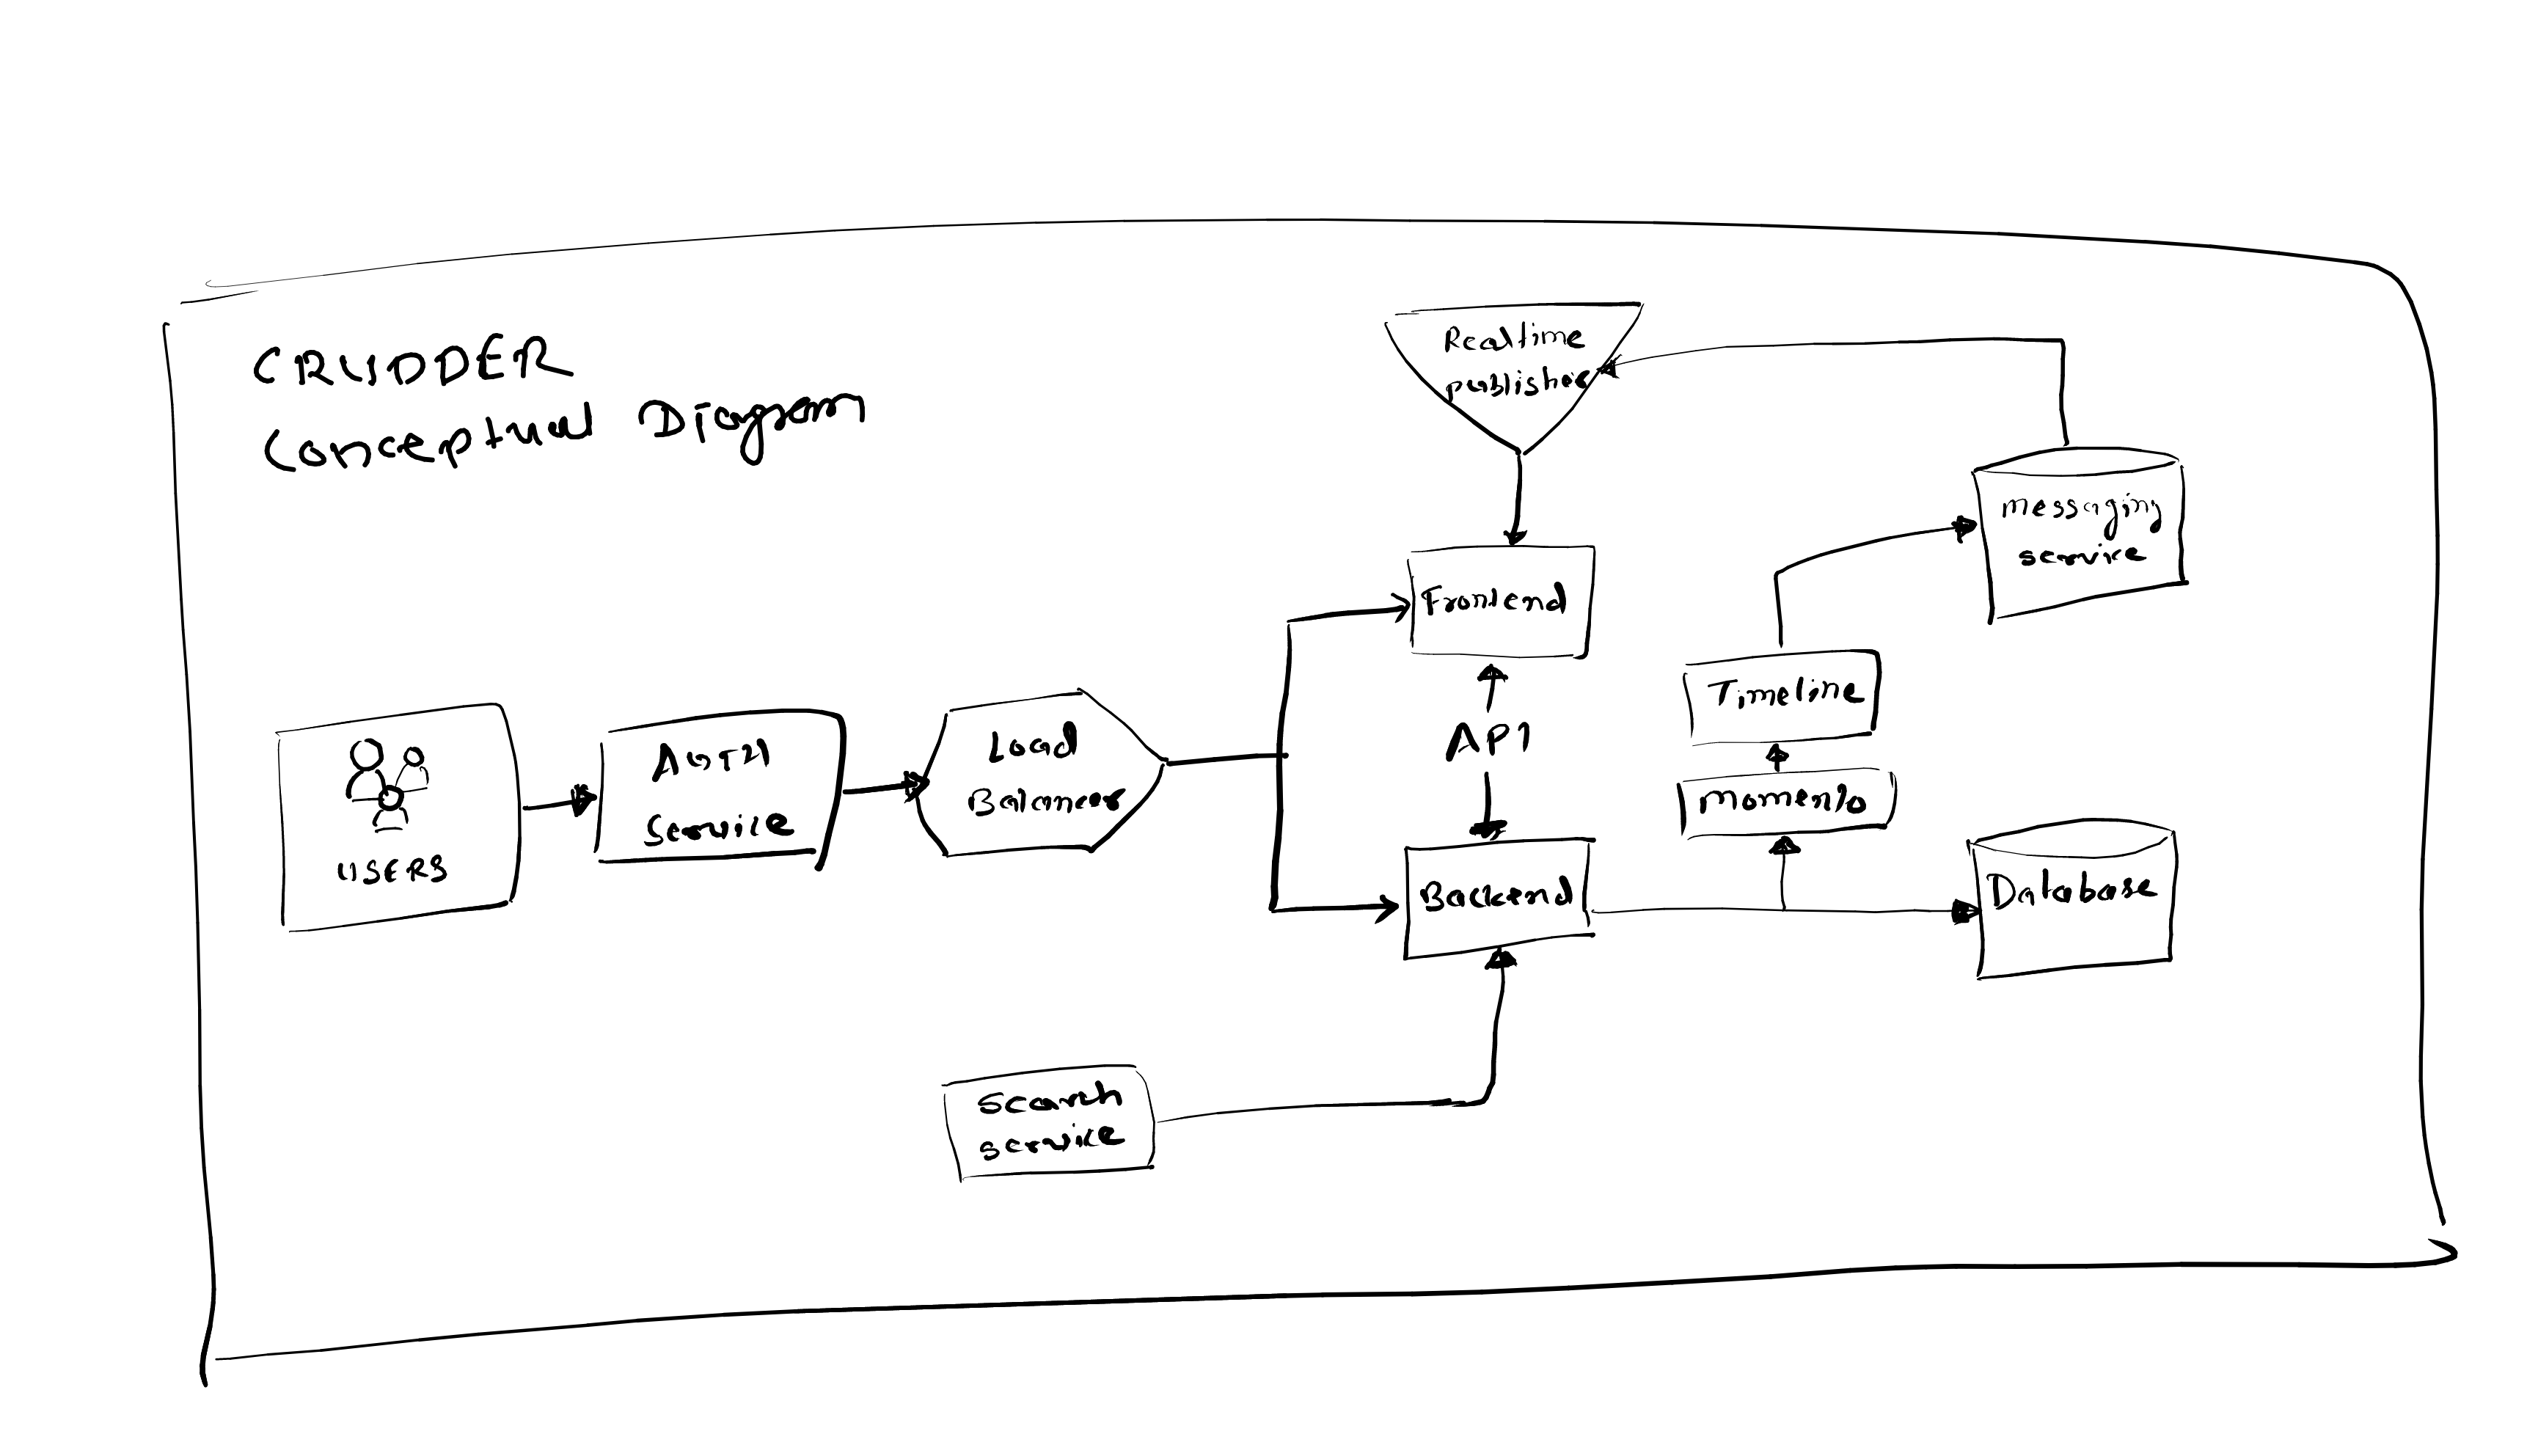 CRUDDER
Conceptual Diagram
Realtime
publisher
messaging
service
Frontend
Timeline
API
AUTH
Service
Load
Balancer
momento
USERS
Backend
Database
Search
service